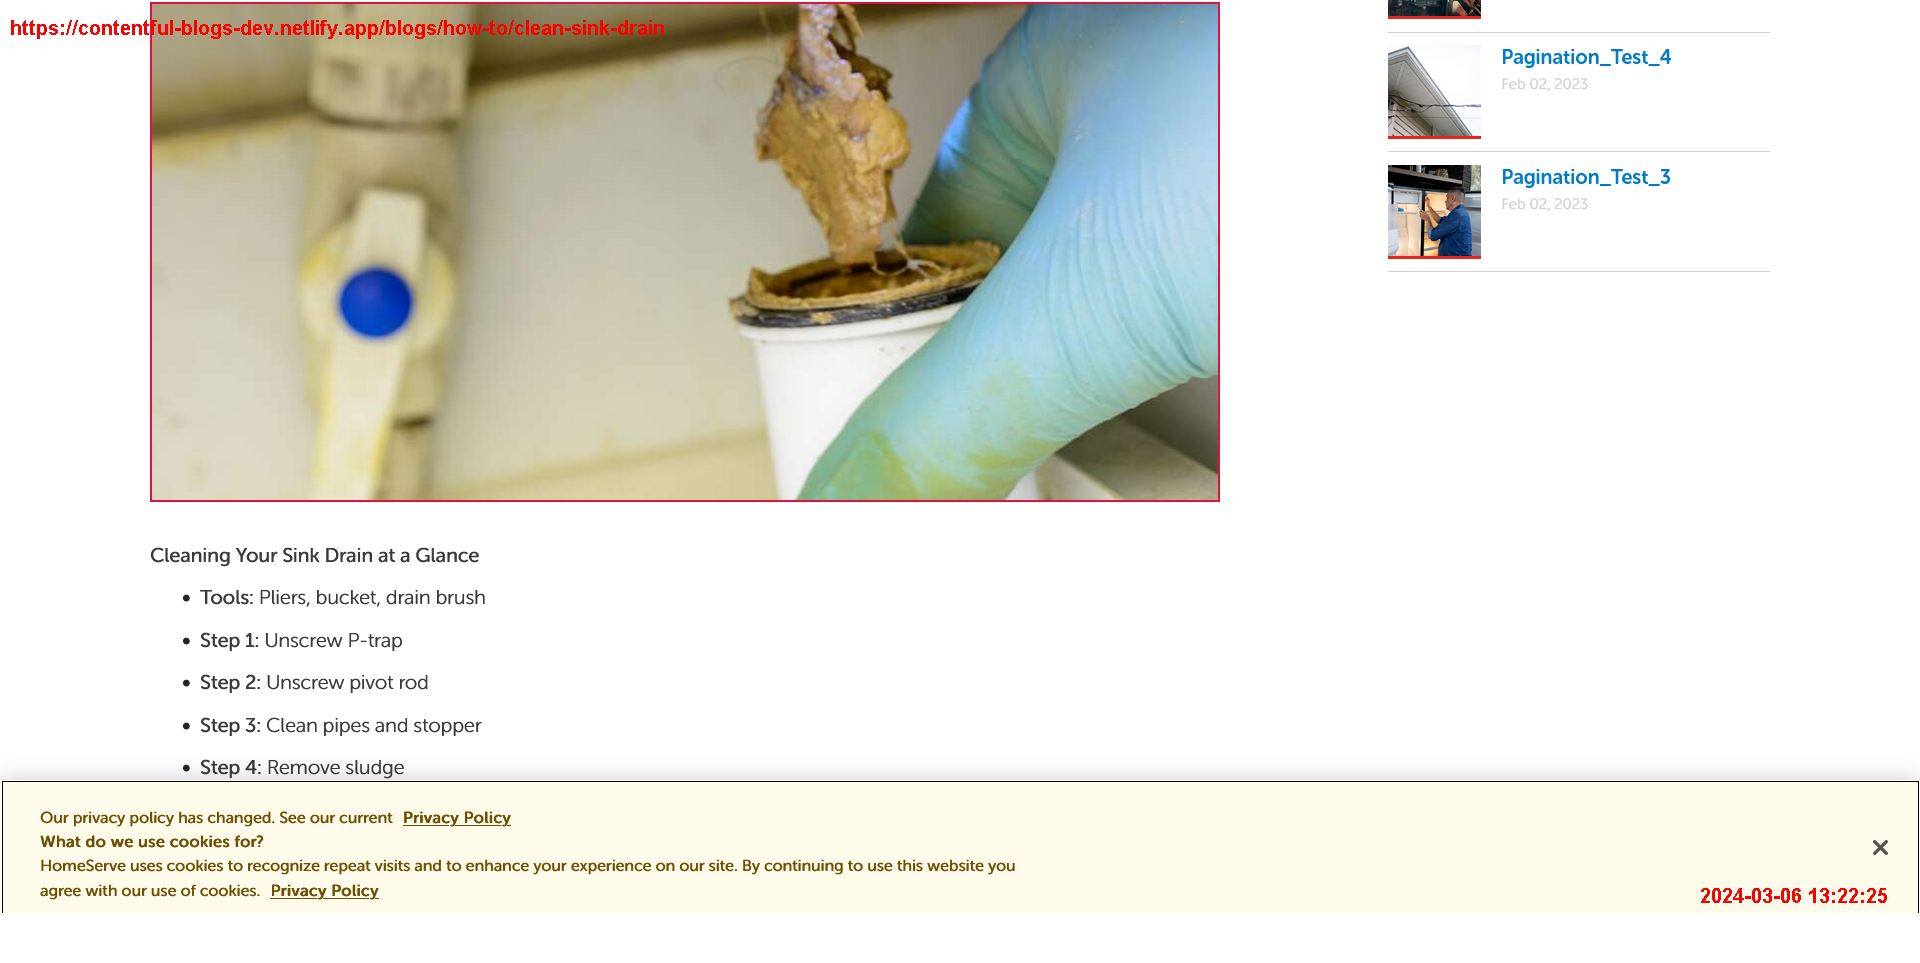 https://contentful-blogs-dev.netlify.app/blogs/how-to/clean-sink-drain
Pagination_Test_4
Feb 02, 2023
Pagination_Test_3
Feb 02, 2023
Cleaning Your Sink Drain at a Glance
• Tools: Pliers, bucket, drain brush
• Step 1: Unscrew P-trap
• Step 2: Unscrew pivot rod
• Step 3: Clean pipes and stopper
• Step 4: Remove sludge
Our privacy policy has changed. See our current Privacy Policy
What do we use cookies for?
HomeServe uses cookies to recognize repeat visits and to enhance your experience on our site. By continuing to use this website you
agree with our use of cookies. Privacy Policy
2024-03-06 13:22:25